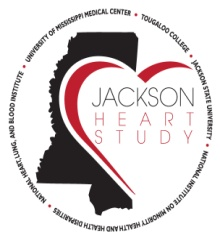 • UNIVERSITY OF MISSISSIPPI MEDICAL CENTER • TOUGALOO COLLEGE • JACKSON STATE UNIVERSITY • NATIONAL INSTITUTE ON MINORITY HEALTH AND HEALTH DISPARITIES • NATIONAL HEART, LUNG, AND BLOOD INSTITUTE
JACKSON
HEART
STUDY